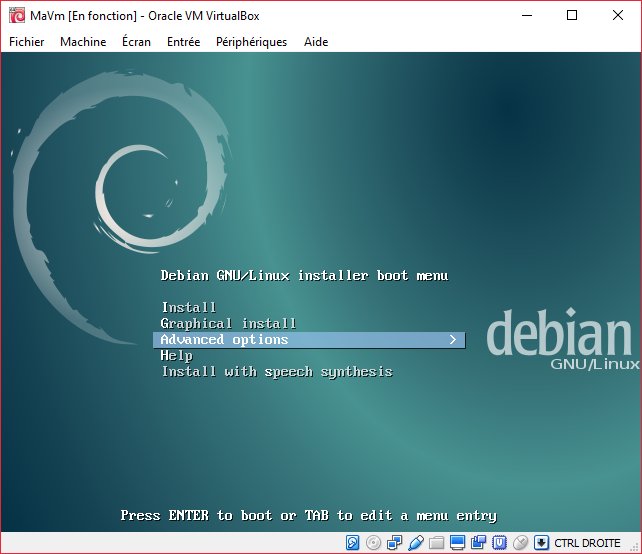 MaVm [En fonction] - Oracle VM VirtualBox
Fichier Machine Écran Entrée Périphériques Aide
Debian GNU/Linux installer boot menu
Install
Graphical install
Advanced options >
Help
Install with speech synthesis
debian
GNU/Linux
Press ENTER to boot or TAB to edit a menu entry
CTRL DROITE